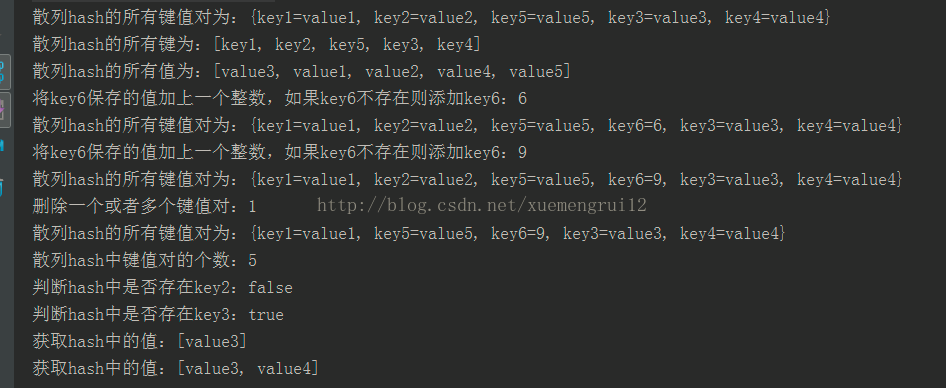 散列hash的所有键值对为：{key1=value1, key2=value2, key5=value5, key3=value3, key4=value4}
散列hash的所有键为：[key1, key2, key5, key3, key4]
散列hash的所有值为：[value3, value1, value2, value4, value5]
将key6保存的值加上一个整数，如果key6不存在则添加key6：6
散列hash的所有键值对为：{key1=value1, key2=value2, key5=value5, key6=6, key3=value3, key4=value4}
将key6保存的值加上一个整数，如果key6不存在则添加key6：9
散列hash的所有键值对为：{key1=value1, key2=value2, key5=value5, key6=9, key3=value3, key4=value4}
删除一个或者多个键值对：1 http://blog.csdn.net/xuemengrui12
散列hash的所有键值对为：{key1=value1, key5=value5, key6=9, key3=value3, key4=value4}
散列hash中键值对的个数：5
判断hash中是否存在key2：false
判断hash中是否存在key3：true
获取hash中的值：[value3]
获取hash中的值：[value3, value4]